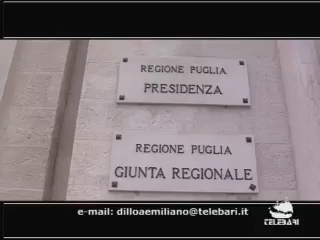 REGIONE PUGLIA
PRESIDENZA
REGIONE PUGLIA
GIUNTA REGIONALE
e-mail: dilloaemiliano@telebari.it
TELEBARI